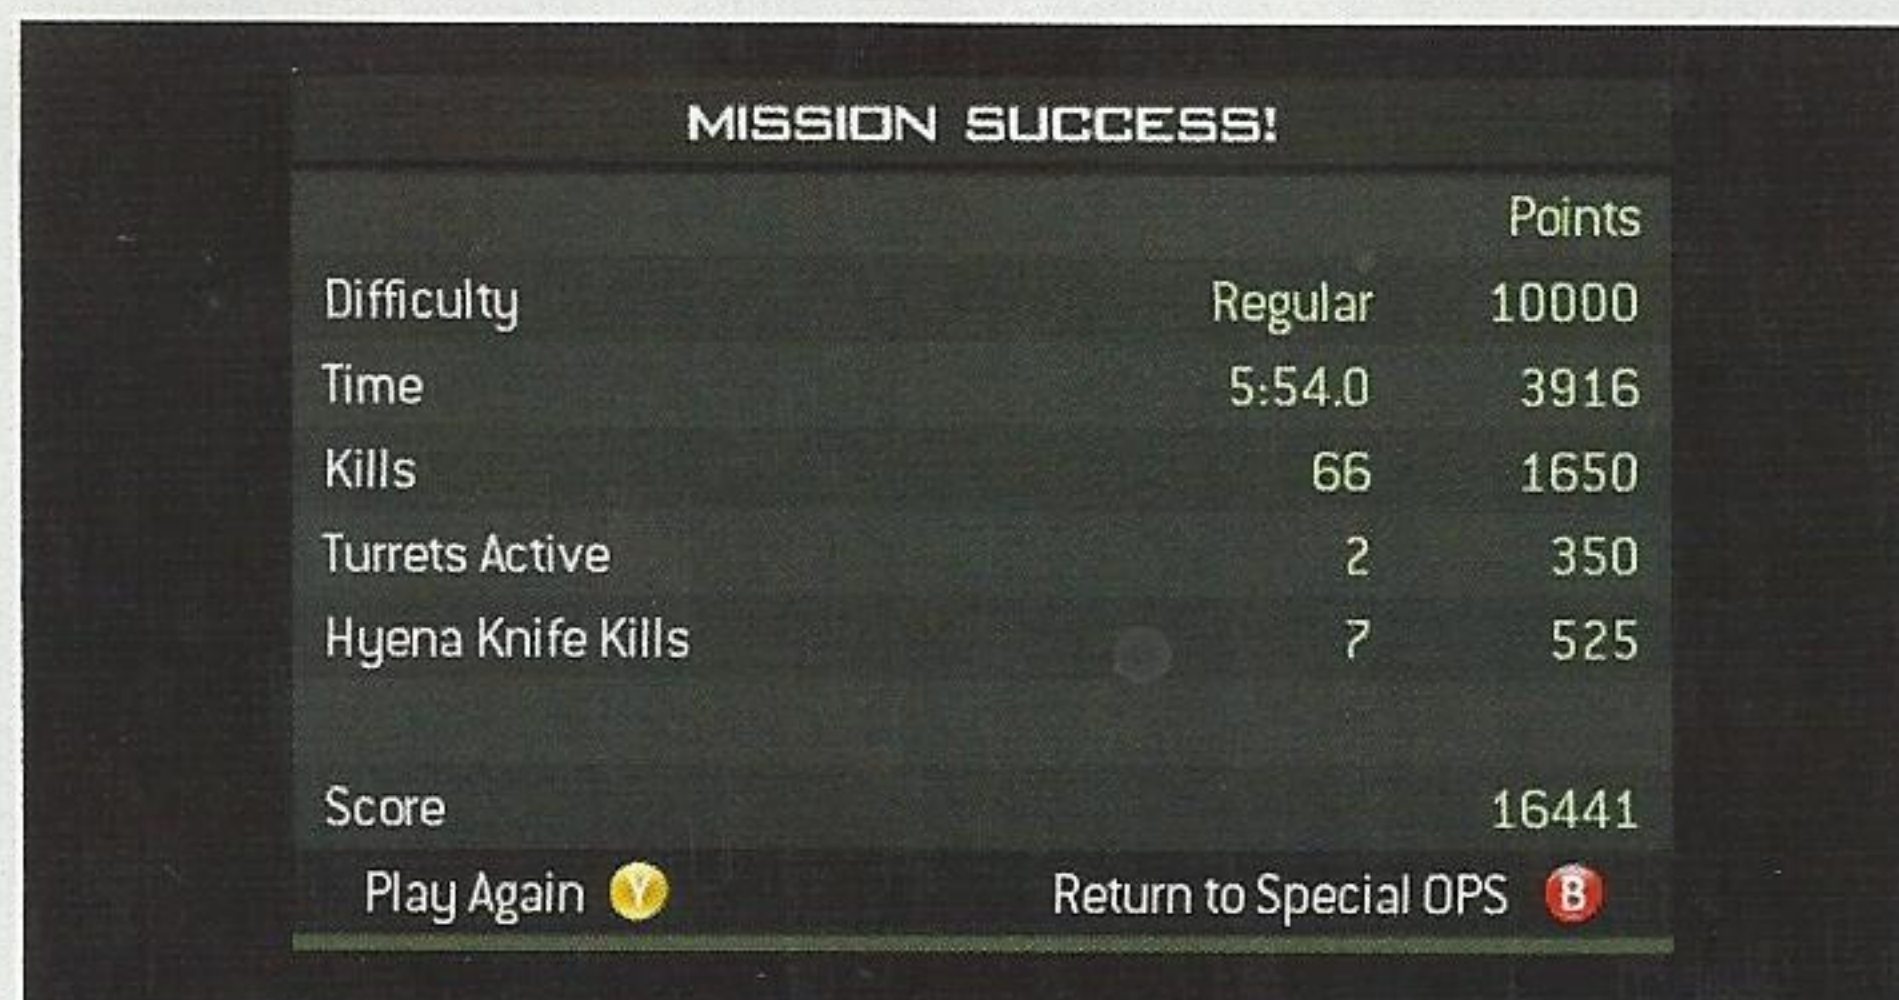 MISSION SUCCESS!
Points
Difficulty Regular 10000
Time 5:54.0 3916
Kills 66 1650
Turrets Active 2 350
Hyena Knife Kills 7 525
Score 16441
Play Again Y Return to Special OPS B